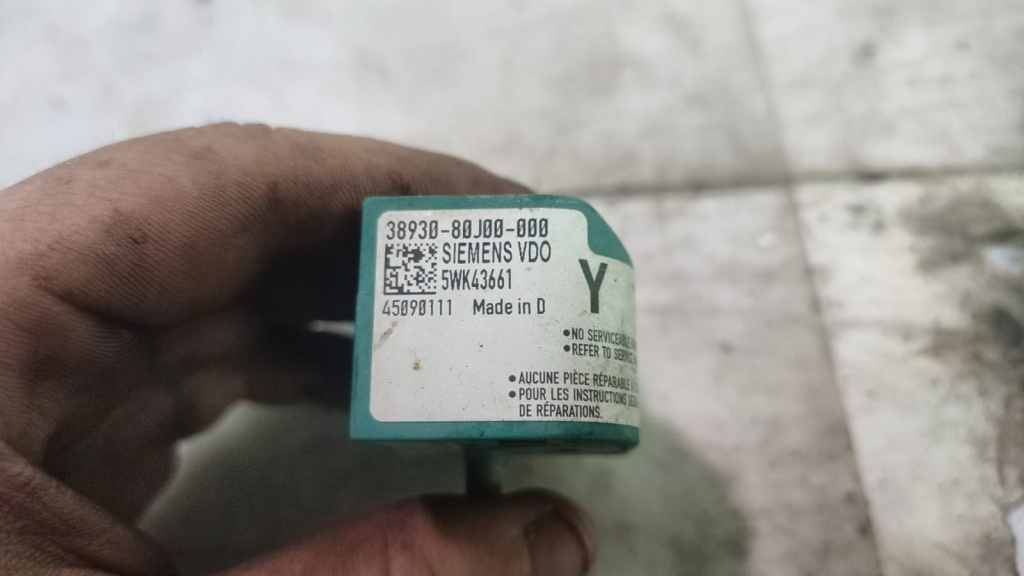 38930-80J00-000
SIEMENS VDO
5WK43661
45090111 Made in D
Y
•NO SERVICEABLE
•REFER TO
•AUCUNE PIÈCE RÉPARABLE
•POUR LES INSTRUCTIONS
DE RÉPARATIONS.